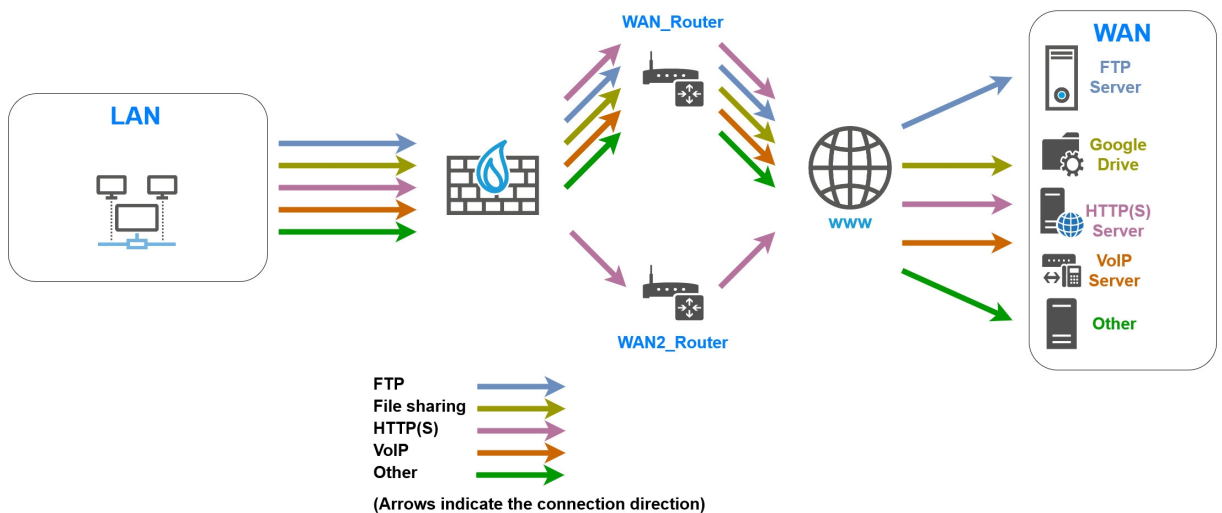 WAN_Router
WAN
FTP
Server
LAN
Google
Drive
HTTP(S)
Server
www
VoIP
Server
Other
WAN2_Router
FTP
File sharing
HTTP(S)
VoIP
Other
(Arrows indicate the connection direction)